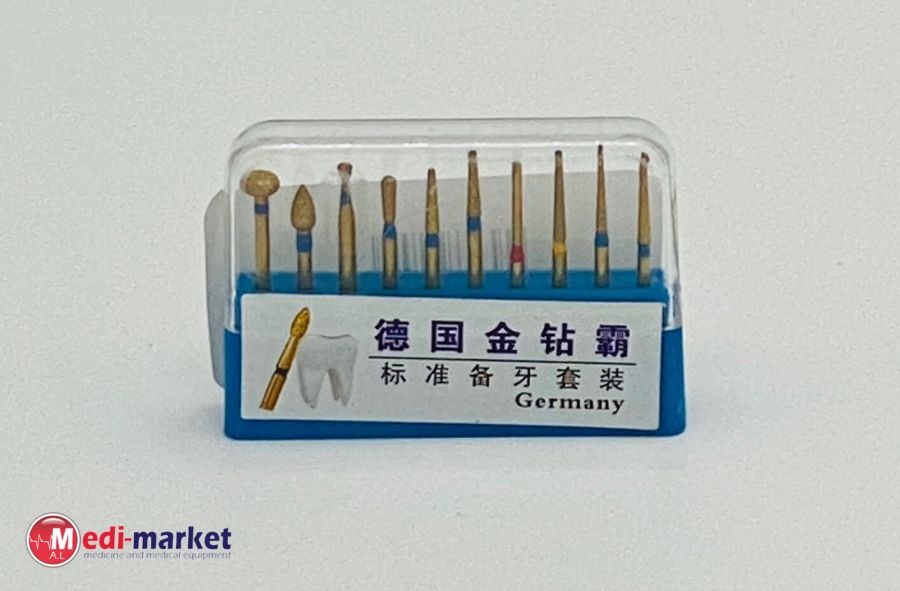 德国金钻霸
标准备牙套装
Germany
Medi-market
A.L
medicine and medical equipment